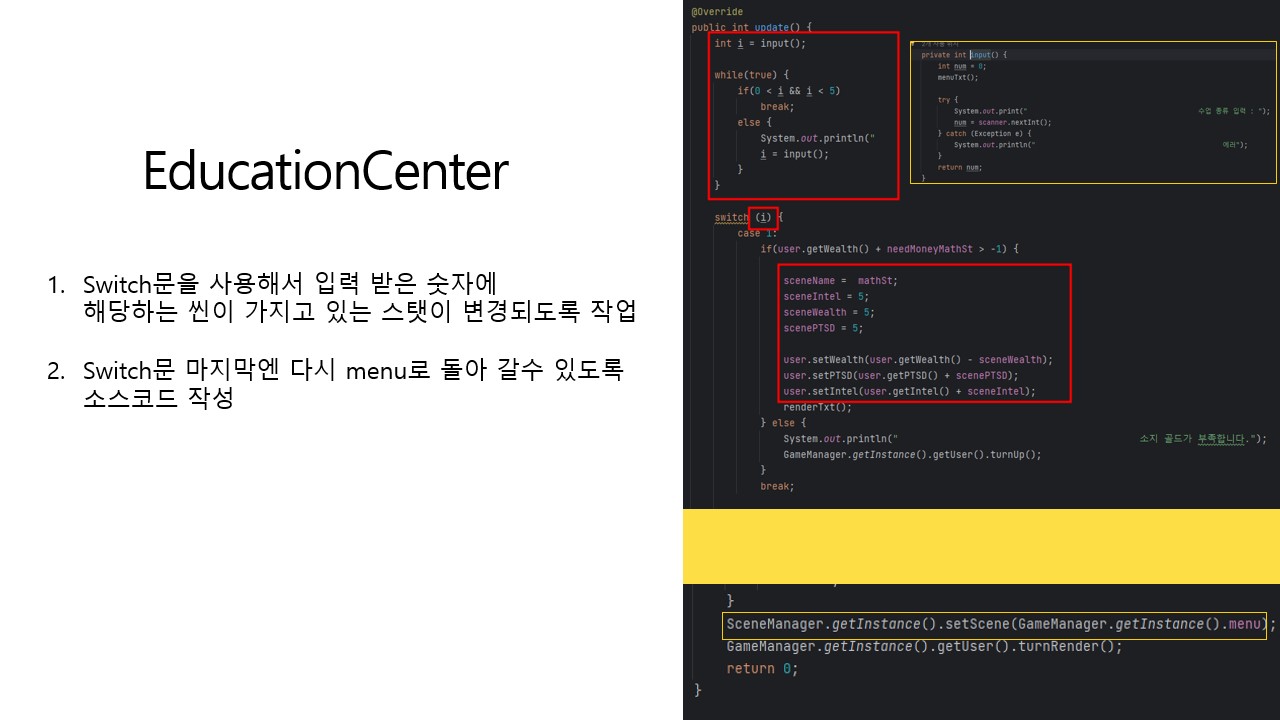 EducationCenter
1. Switch문을 사용해서 입력 받은 숫자에
해당하는 씬이 가지고 있는 스탯이 변경되도록 작업
2. Switch문 마지막엔 다시 menu로 돌아 갈수 있도록
소스코드 작성
@Override
public int update() {
int i = input();
while(true) {
if(0 < i && i < 5)
break;
else {
System.out.println("
i = input();
}
}
switch (i) {
case 1:
if(user.getWealth() + needMoneyMathSt > -1) {
sceneName =  mathSt;
sceneIntel = 5;
sceneWealth = 5;
scenePTSD = 5;
user.setWealth(user.getWealth() - sceneWealth);
user.setPTSD(user.getPTSD() + scenePTSD);
user.setIntel(user.getIntel() + sceneIntel);
renderTxt();
} else {
System.out.println(" 소지 골드가 부족합니다.");
GameManager.getInstance().getUser().turnUp();
}
break;
private int input() {
int num = 0;
menuTxt();
try {
System.out.print(" 수업 종류 입력 : ");
num = scanner.nextInt();
} catch (Exception e) {
System.out.println(" 에러");
}
return num;
}
}
SceneManager.getInstance().setScene(GameManager.getInstance().menu);
GameManager.getInstance().getUser().turnRender();
return 0;
}